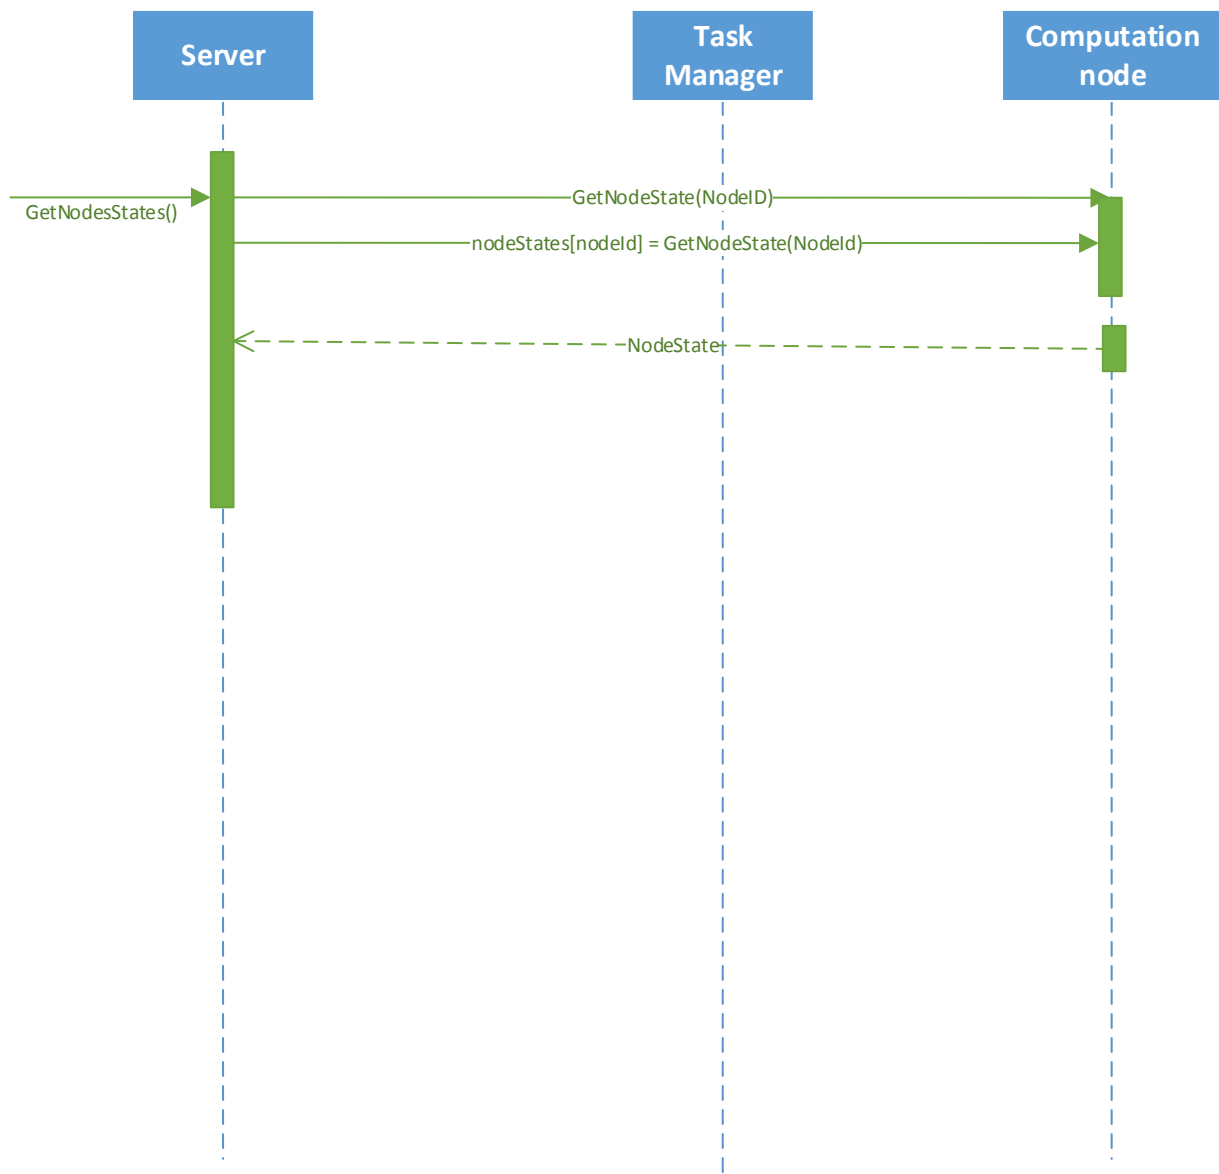 Server
Task
Manager
Computation
node
GetNodesStates()
GetNodeState(NodeID)
nodeStates[nodeId] = GetNodeState(NodeId)
NodeState